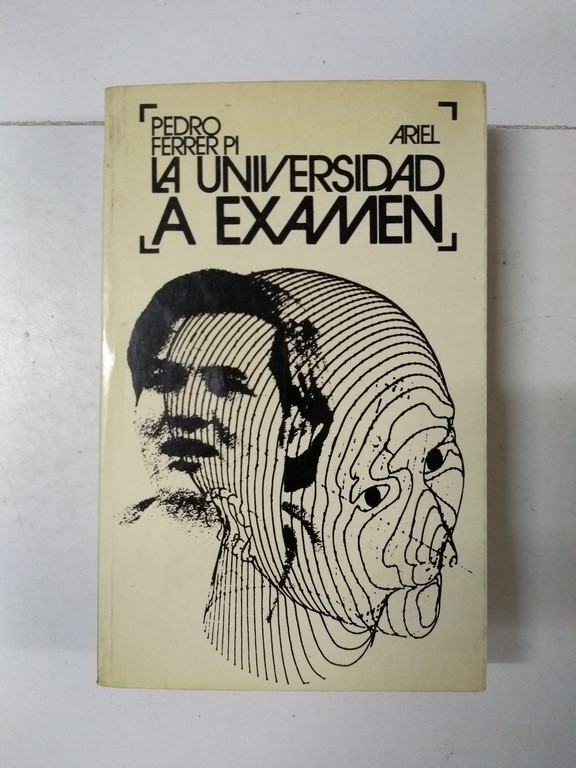 PEDRO
FERRER PI
ARIEL
LA UNIVERSIDAD
A EXAMEN